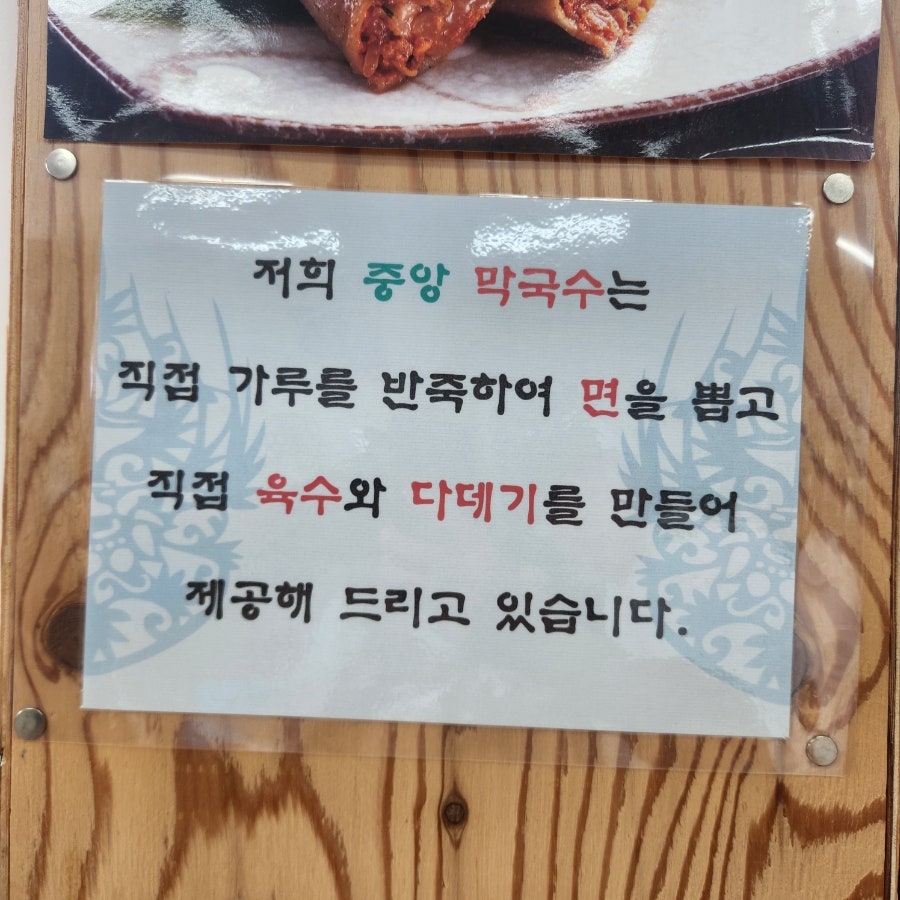 저희 중앙 막국수는
직접 가루를 반죽하여 면을 뽑고
직접 육수와 다데기를 만들어
제공해 드리고 있습니다.